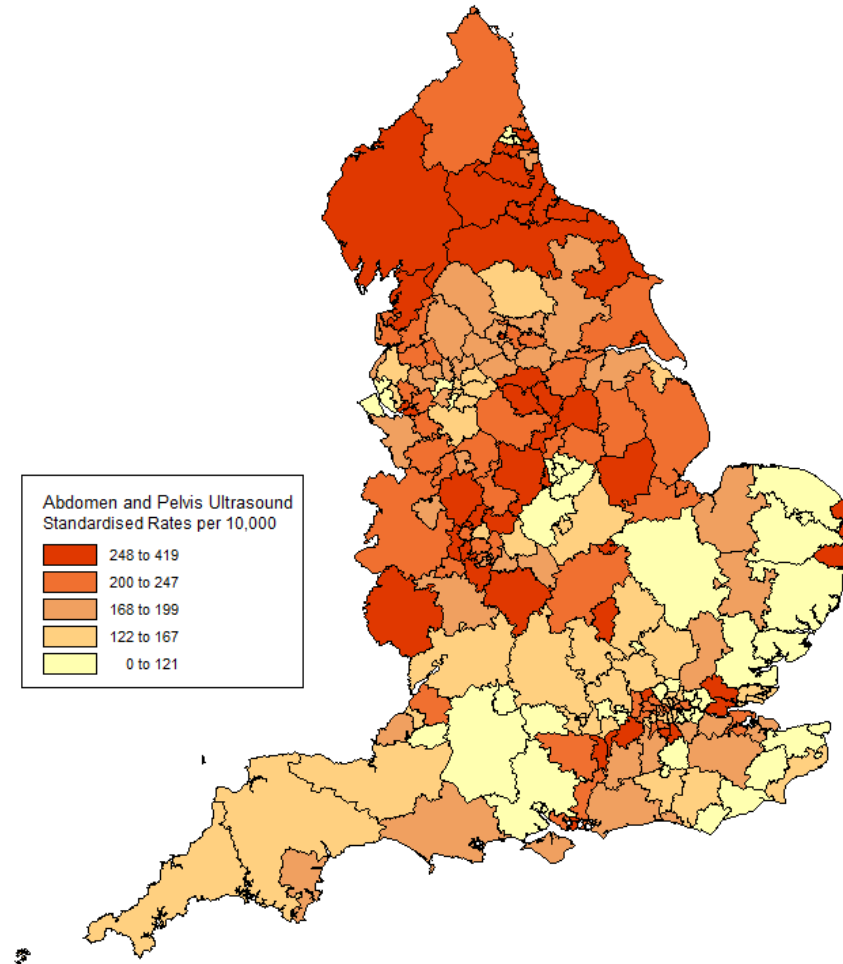 Abdomen and Pelvis Ultrasound
Standardised Rates per 10,000
248 to 419
200 to 247
168 to 199
122 to 167
0 to 121